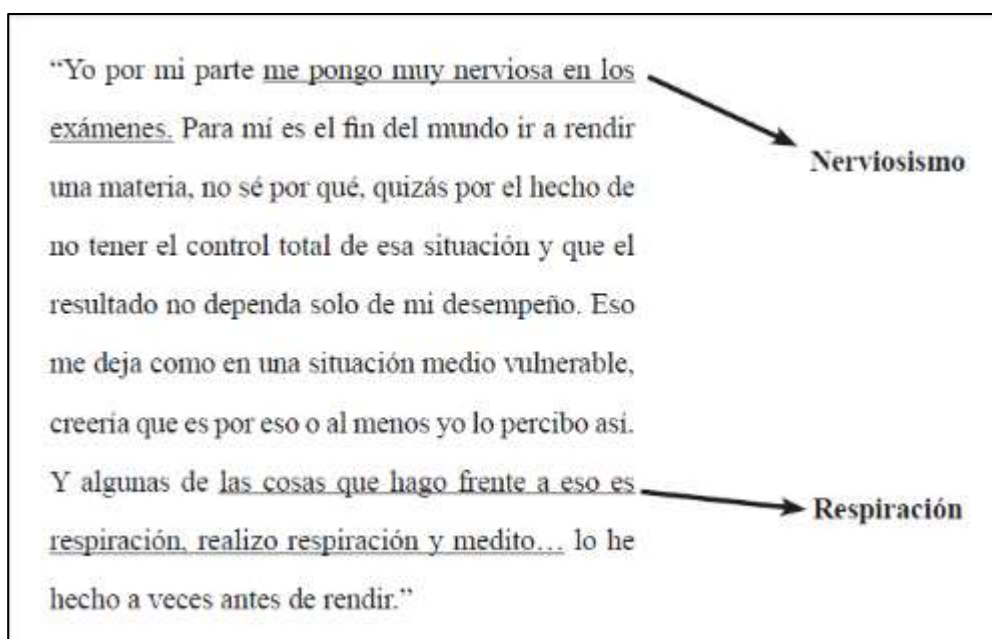 “Yo por mi parte me pongo muy nerviosa en los
exámenes. Para mí es el fin del mundo ir a rendir
Nerviosismo
una materia, no sé por qué, quizás por el hecho de
no tener el control total de esa situación y que el
resultado no dependa solo de mi desempeño. Eso
me deja como en una situación medio vulnerable,
creería que es por eso o al menos yo lo percibo así.
Y algunas de las cosas que hago frente a eso es
Respiración
respiración, realizo respiración y medito… lo he
hecho a veces antes de rendir.”